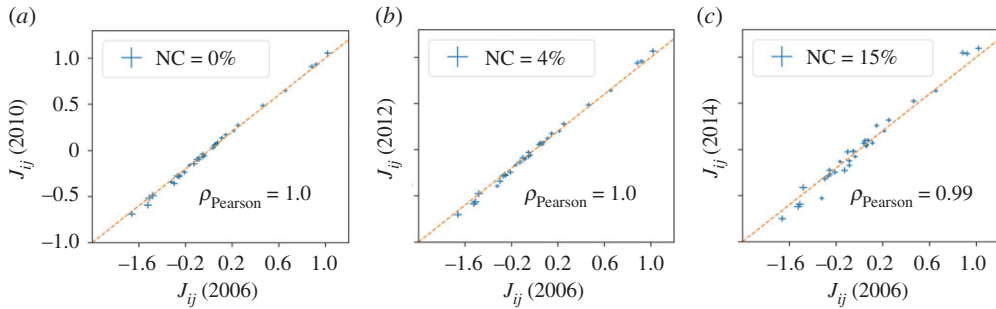 (a)
NC = 0%
1.0
0.5
0
−0.5
−1.0
J_ij (2010)
ρ_Pearson = 1.0
−1.6 −0.2 0.2 0.6 1.0
J_ij (2006)
(b)
NC = 4%
J_ij (2012)
ρ_Pearson = 1.0
−1.6 −0.2 0.2 0.6 1.0
J_ij (2006)
(c)
NC = 15%
J_ij (2014)
ρ_Pearson = 0.99
−1.6 −0.2 0.2 0.6 1.0
J_ij (2006)